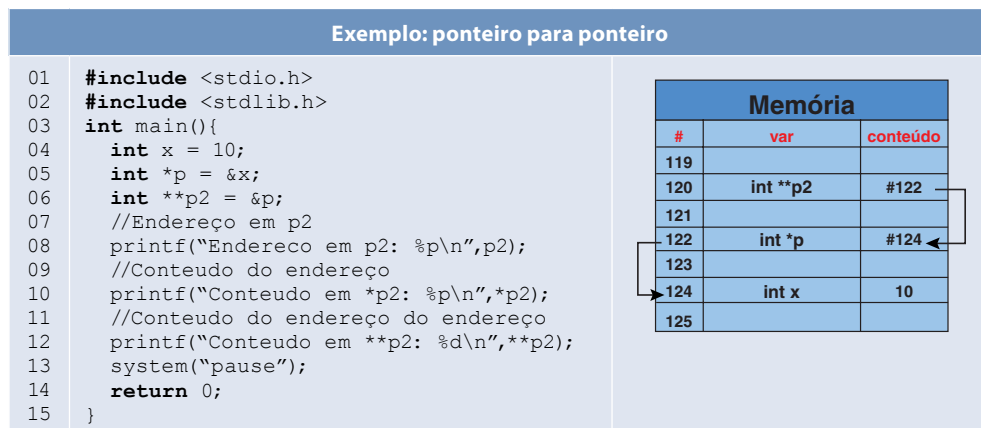 Exemplo: ponteiro para ponteiro
01 #include <stdio.h>
02 #include <stdlib.h>
03 int main(){
04 int x = 10;
05 int *p = &x;
06 int **p2 = &p;
07 //Endereço em p2
08 printf(“Endereco em p2: %p\n”,p2);
09 //Conteudo do endereço
10 printf(“Conteudo em *p2: %p\n”,*p2);
11 //Conteudo do endereço do endereço
12 printf(“Conteudo em **p2: %d\n”,**p2);
13 system(“pause”);
14 return 0;
15 }
Memória
# var conteúdo
119
120 int **p2 #122
121
122 int *p #124
123
124 int x 10
125